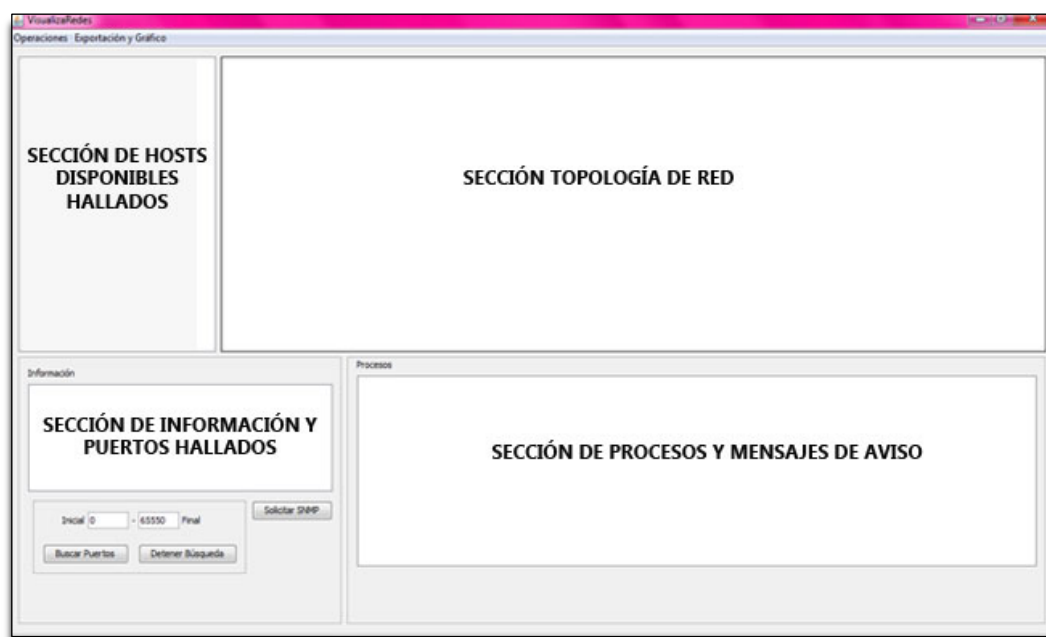 VisualizaRedes
Operaciones Exportación y Gráfico
SECCIÓN DE HOSTS
DISPONIBLES
HALLADOS
SECCIÓN TOPOLOGÍA DE RED
Información
SECCIÓN DE INFORMACIÓN Y
PUERTOS HALLADOS
Inicial 0 - 65550 Final
Solicitar SNMP
Buscar Puertos Detener Búsqueda
Procesos
SECCIÓN DE PROCESOS Y MENSAJES DE AVISO